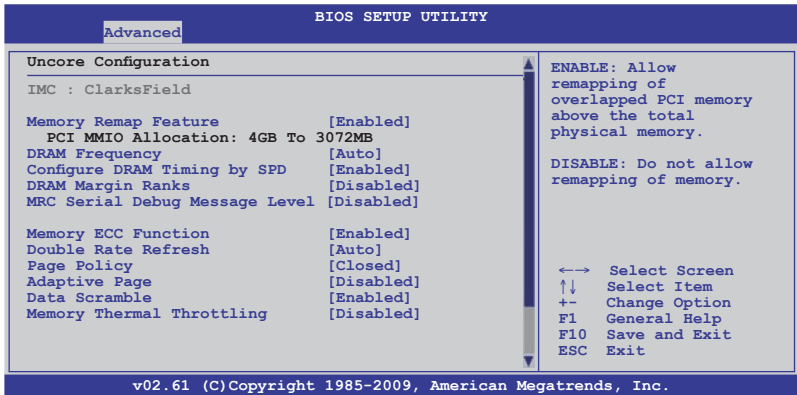 BIOS SETUP UTILITY
Advanced
Uncore Configuration
IMC : ClarksField
Memory Remap Feature [Enabled]
PCI MMIO Allocation: 4GB To 3072MB
DRAM Frequency [Auto]
Configure DRAM Timing by SPD [Enabled]
DRAM Margin Ranks [Disabled]
MRC Serial Debug Message Level [Disabled]
Memory ECC Function [Enabled]
Double Rate Refresh [Auto]
Page Policy [Closed]
Adaptive Page [Disabled]
Data Scramble [Enabled]
Memory Thermal Throttling [Disabled]
ENABLE: Allow
remapping of
overlapped PCI memory
above the total
physical memory.
DISABLE: Do not allow
remapping of memory.
←→ Select Screen
↑↓ Select Item
+- Change Option
F1 General Help
F10 Save and Exit
ESC Exit
v02.61 (C)Copyright 1985-2009, American Megatrends, Inc.